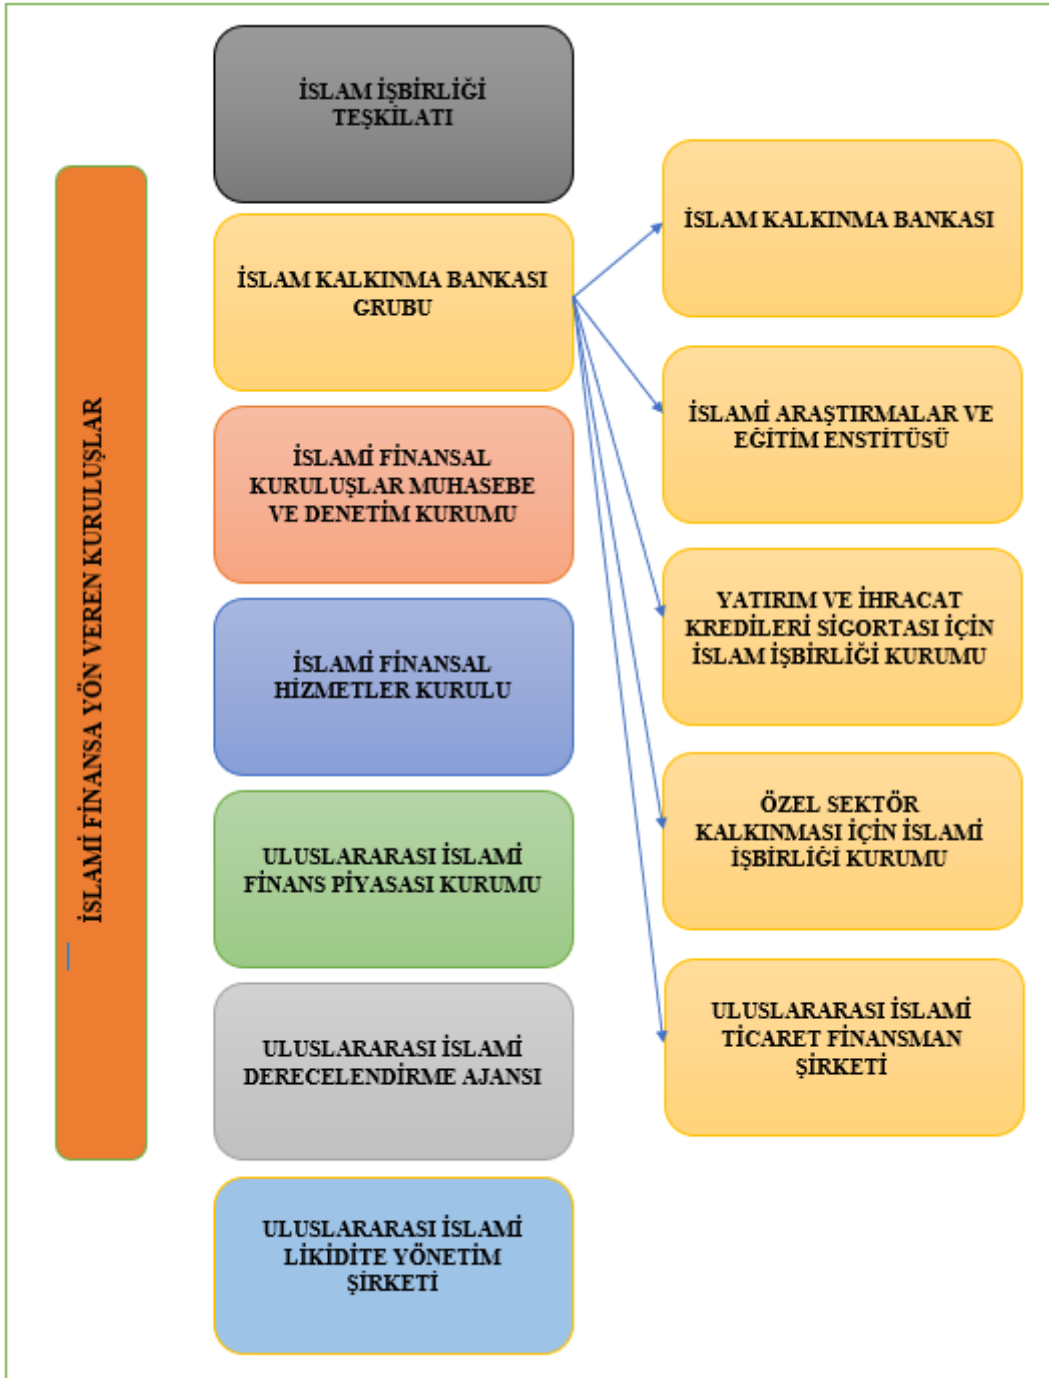 İSLAMİ FİNANSA YÖN VEREN KURULUŞLAR
İSLAM İŞBİRLİĞİ
TEŞKİLATI
İSLAM KALKINMA BANKASI
GRUBU
İSLAMİ FİNANSAL
KURULUŞLAR MUHASEBE
VE DENETİM KURUMU
İSLAMİ FİNANSAL
HİZMETLER KURULU
ULUSLARARASI İSLAMİ
FİNANS PİYASASI KURUMU
ULUSLARARASI İSLAMİ
DERECELENDİRME AJANSI
ULUSLARARASI İSLAMİ
LİKİDİTE YÖNETİM
ŞİRKETİ
İSLAM KALKINMA BANKASI
İSLAMİ ARAŞTIRMALAR VE
EĞİTİM ENSTİTÜSÜ
YATIRIM VE İHRACAT
KREDİLERİ SİGORTASI İÇİN
İSLAM İŞBİRLİĞİ KURUMU
ÖZEL SEKTÖR
KALKINMASI İÇİN İSLAMİ
İŞBİRLİĞİ KURUMU
ULUSLARARASI İSLAMİ
TİCARET FİNANSMAN
ŞİRKETİ